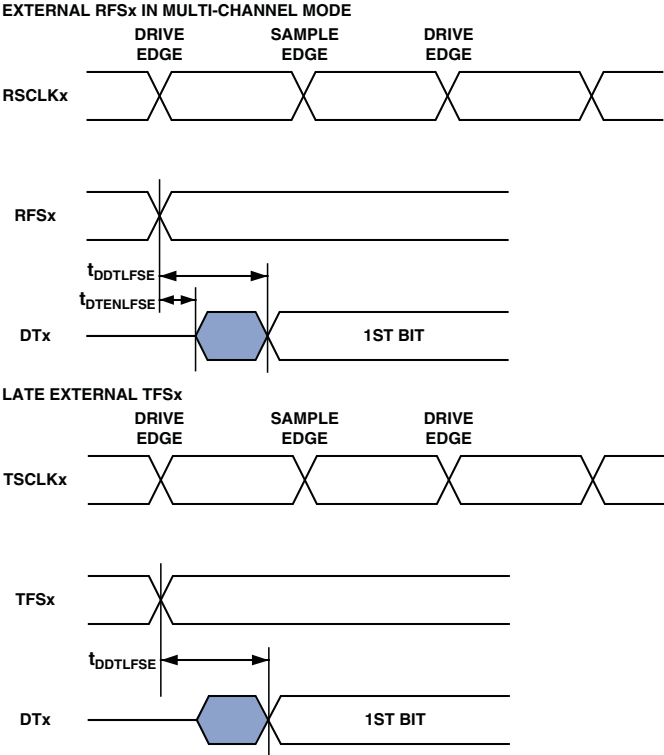 EXTERNAL RFSx IN MULTI-CHANNEL MODE
DRIVE EDGE
SAMPLE EDGE
DRIVE EDGE
RSCLKx
RFSx
tDDTLFSE
tDTENLFSE
DTx
1ST BIT
LATE EXTERNAL TFSx
DRIVE EDGE
SAMPLE EDGE
DRIVE EDGE
TSCLKx
TFSx
tDDTLFSE
DTx
1ST BIT